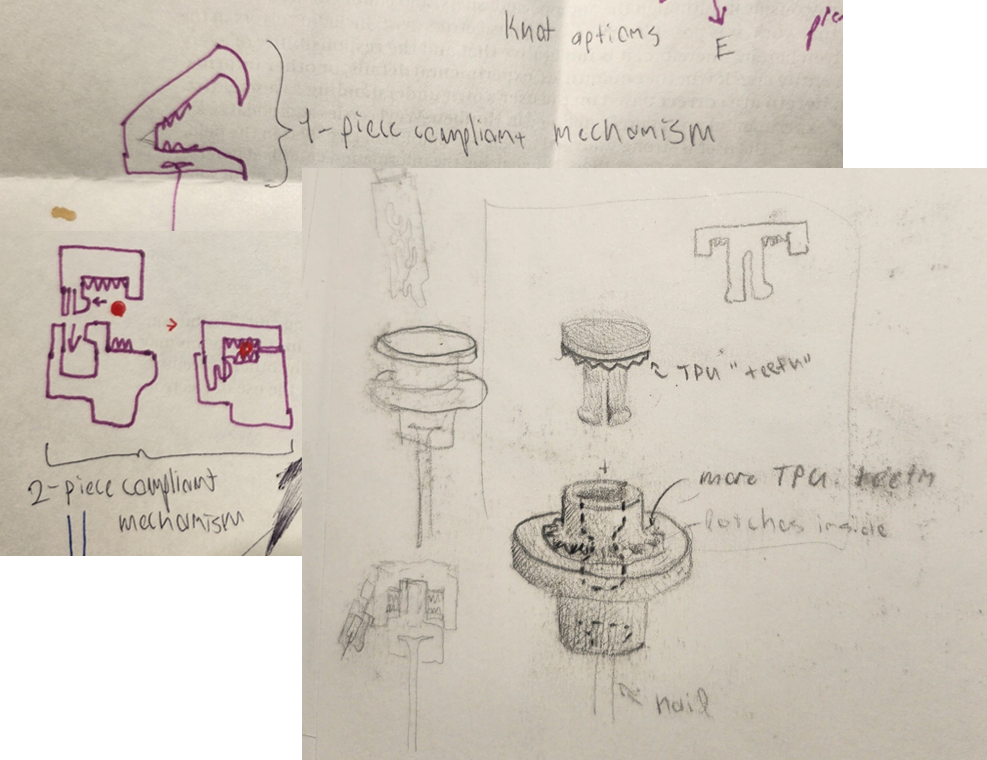 Knot options
E
1-piece compliant mechanism
2-piece compliant
mechanism
TPU "teeth"
+
more TPU teeth
latches inside
nail